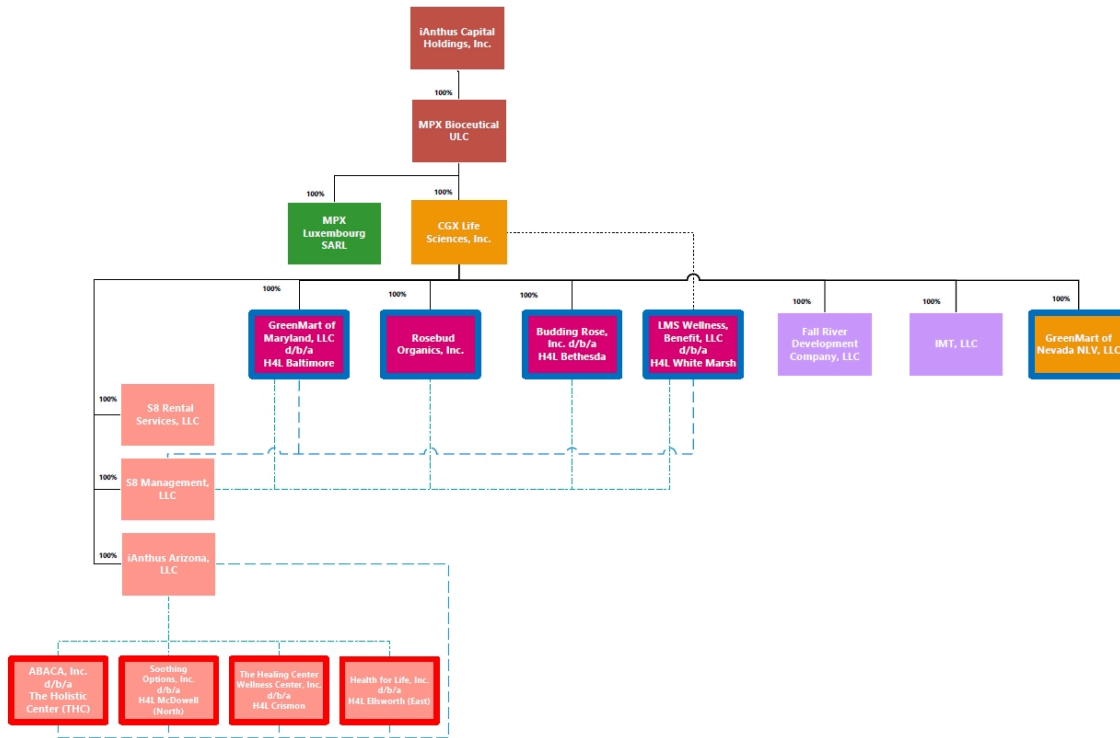 iAnthus Capital
Holdings, Inc.
100%
MPX Bioceutical
ULC
100%
100%
MPX
Luxembourg
SARL
CGX Life
Sciences, Inc.
100%
100%
100%
100%
100%
100%
GreenMart of
Maryland, LLC
d/b/a
H4L Baltimore
Rosebud
Organics, Inc.
Budding Rose,
Inc. d/b/a
H4L Bethesda
LMS Wellness,
Benefit, LLC
d/b/a
H4L White Marsh
Fall River
Development
Company, LLC
IMT, LLC
GreenMart of
Nevada NLV, LLC
100%
S8 Rental
Services, LLC
100%
S8 Management,
LLC
100%
iAnthus Arizona,
LLC
ABACA, Inc.
d/b/a
The Holistic
Center (THC)
Soothing
Options, Inc.
d/b/a
H4L McDowell
(North)
The Healing Center
Wellness Center, Inc.
d/b/a
H4L Crismon
Health for Life, Inc.
d/b/a
H4L Ellsworth (East)